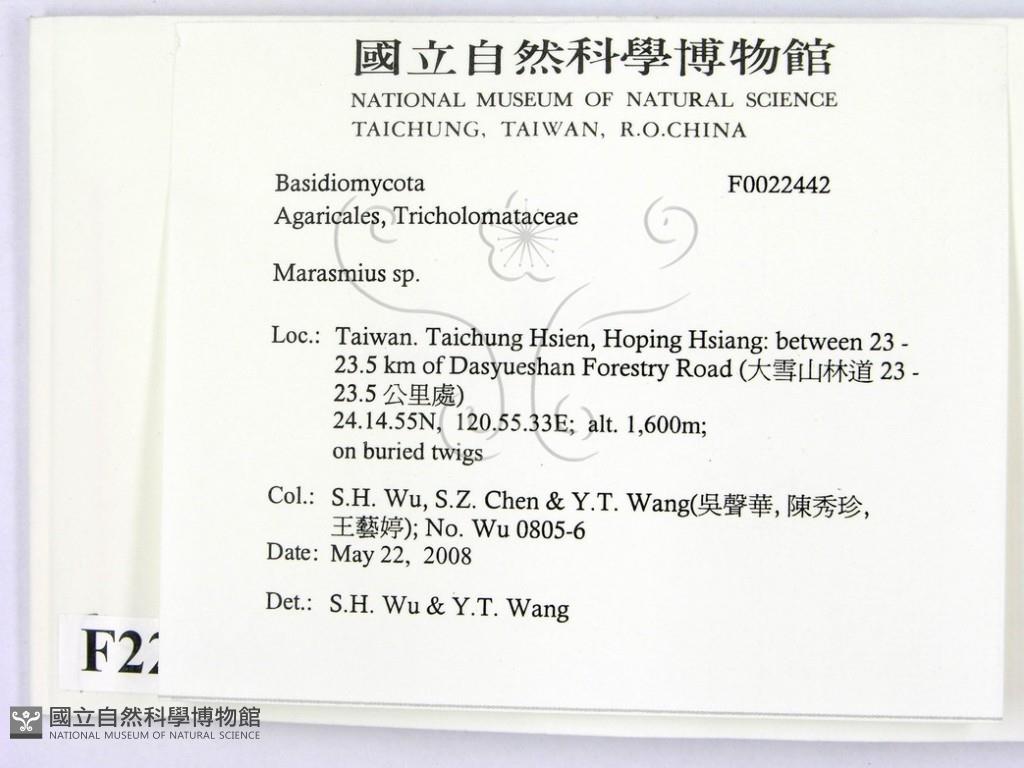 國立自然科學博物館
NATIONAL MUSEUM OF NATURAL SCIENCE
TAICHUNG, TAIWAN, R.O.CHINA
Basidiomycota F0022442
Agaricales, Tricholomataceae
Marasmius sp.
Loc.: Taiwan. Taichung Hsien, Hoping Hsiang: between 23 -
23.5 km of Dasyueshan Forestry Road (大雪山林道 23 -
23.5 公里處)
24.14.55N, 120.55.33E; alt. 1,600m;
on buried twigs
Col.: S.H. Wu, S.Z. Chen & Y.T. Wang(吳聲華, 陳秀珍,
王藝婷); No. Wu 0805-6
Date: May 22, 2008
Det.: S.H. Wu & Y.T. Wang
F22
國立自然科學博物館
NATIONAL MUSEUM OF NATURAL SCIENCE